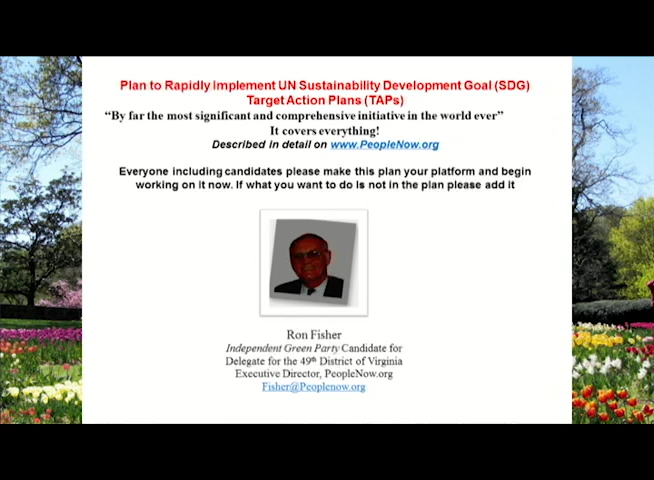 Plan to Rapidly Implement UN Sustainability Development Goal (SDG)
Target Action Plans (TAPs)
“By far the most significant and comprehensive initiative in the world ever”
It covers everything!
Described in detail on www.PeopleNow.org
Everyone including candidates please make this plan your platform and begin
working on it now. If what you want to do Is not in the plan please add it
Ron Fisher
Independent Green Party Candidate for
Delegate for the 49th District of Virginia
Executive Director, PeopleNow.org
Fisher@Peoplenow.org